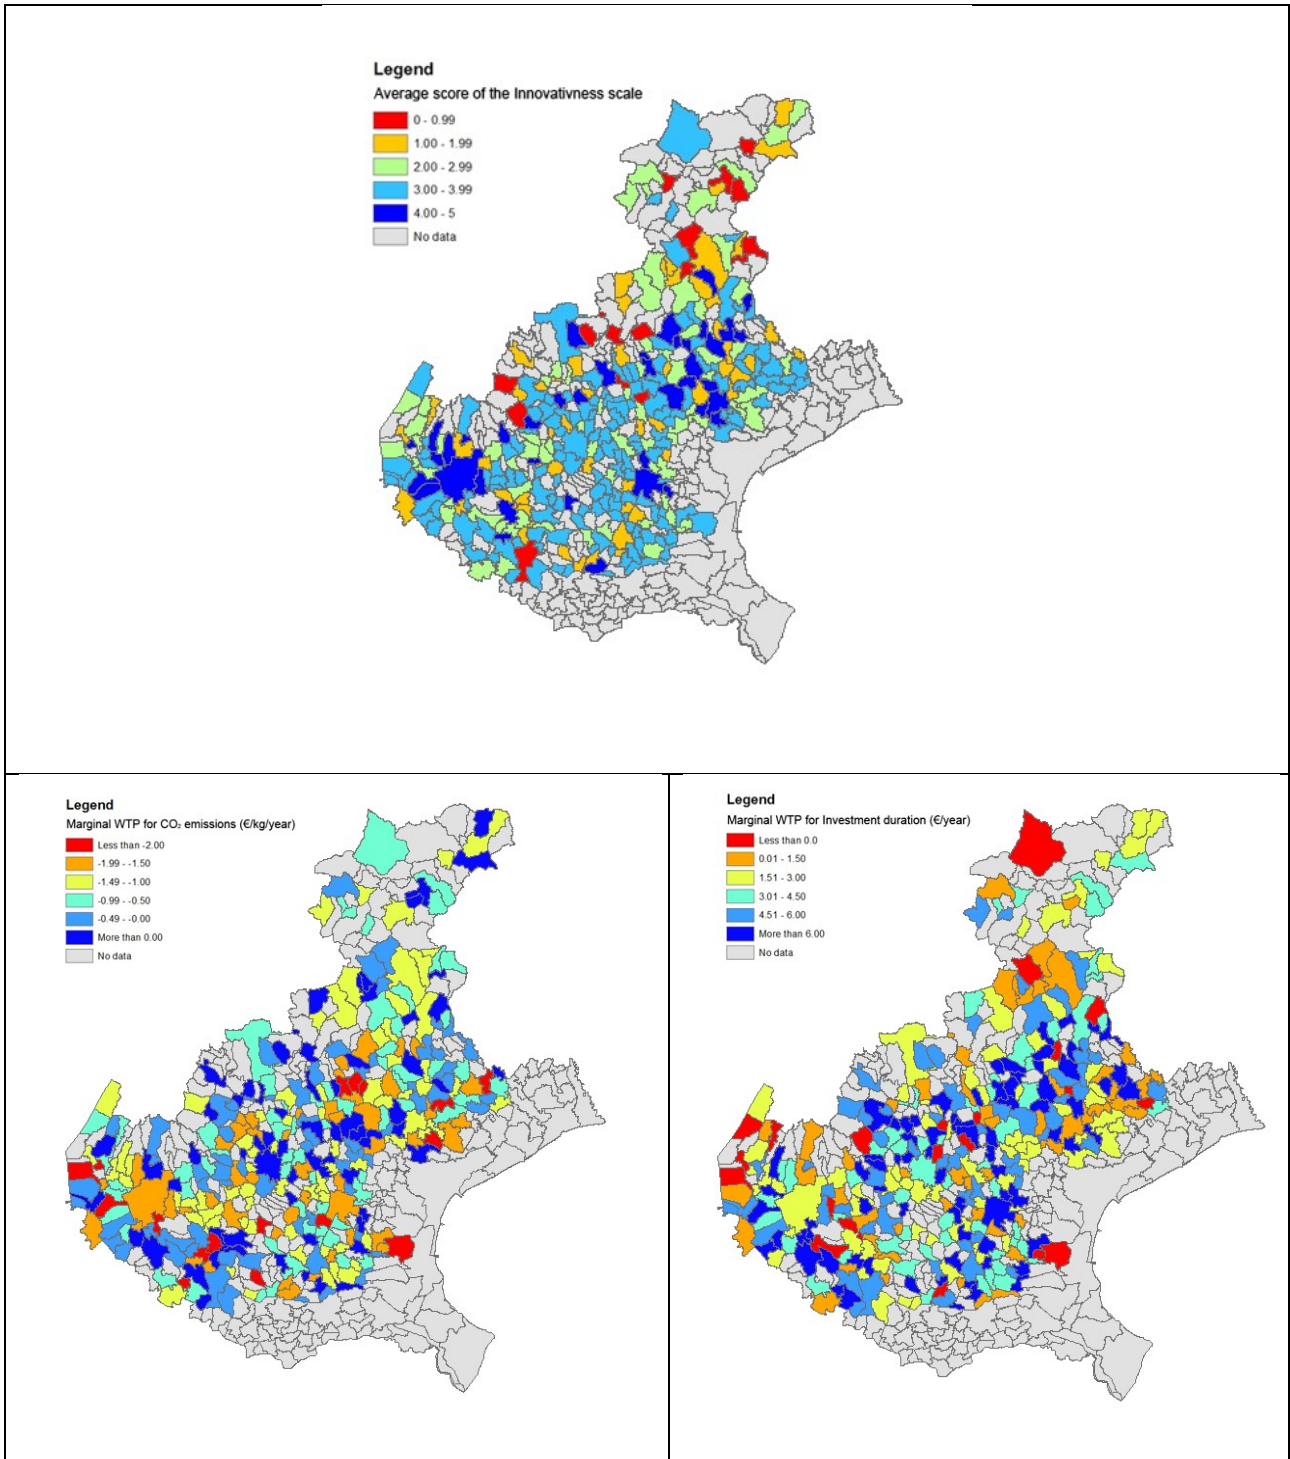 Legend
Average score of the Innovativness scale
0 - 0.99
1.00 - 1.99
2.00 - 2.99
3.00 - 3.99
4.00 - 5
No data
Legend
Marginal WTP for CO₂ emissions (€/kg/year)
Less than -2.00
-1.99 - -1.50
-1.49 - -1.00
-0.99 - -0.50
-0.49 - -0.00
More than 0.00
No data
Legend
Marginal WTP for Investment duration (€/year)
Less than 0.0
0.01 - 1.50
1.51 - 3.00
3.01 - 4.50
4.51 - 6.00
More than 6.00
No data